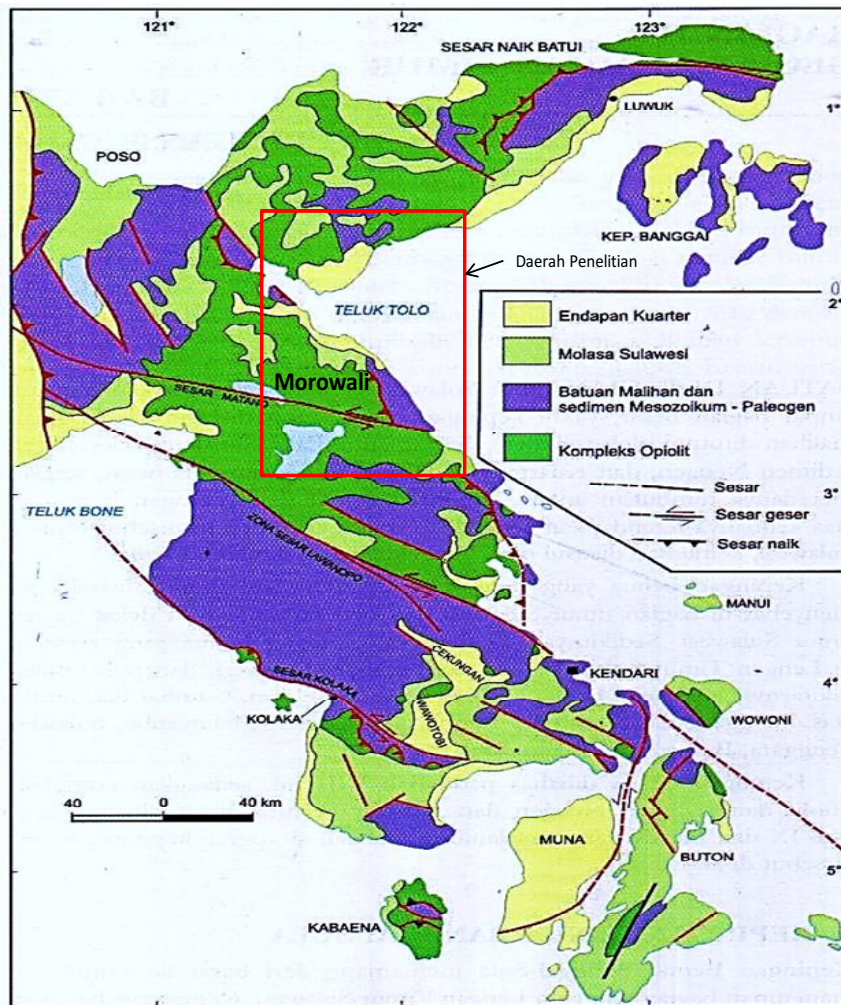 121°
122°
123°
SESAR NAIK BATUI
LUWUK
1°
POSO
KEP. BANGGAI
Daerah Penelitian
TELUK TOLO
2°
Endapan Kuarter
Molasa Sulawesi
Batuan Malihan dan
sedimen Mesozoikum - Paleogen
Kompleks Opiolit
Morowali
SESAR MATANO
3°
Sesar
Sesar geser
Sesar naik
TELUK BONE
ZONA SESAR LAWANOPO
MANUI
CEKUNGAN
WAWOTOBI
KENDARI
4°
SESAR KOLAKA
KOLAKA
WOWONI
40 0 40 km
MUNA
BUTON
5°
KABAENA